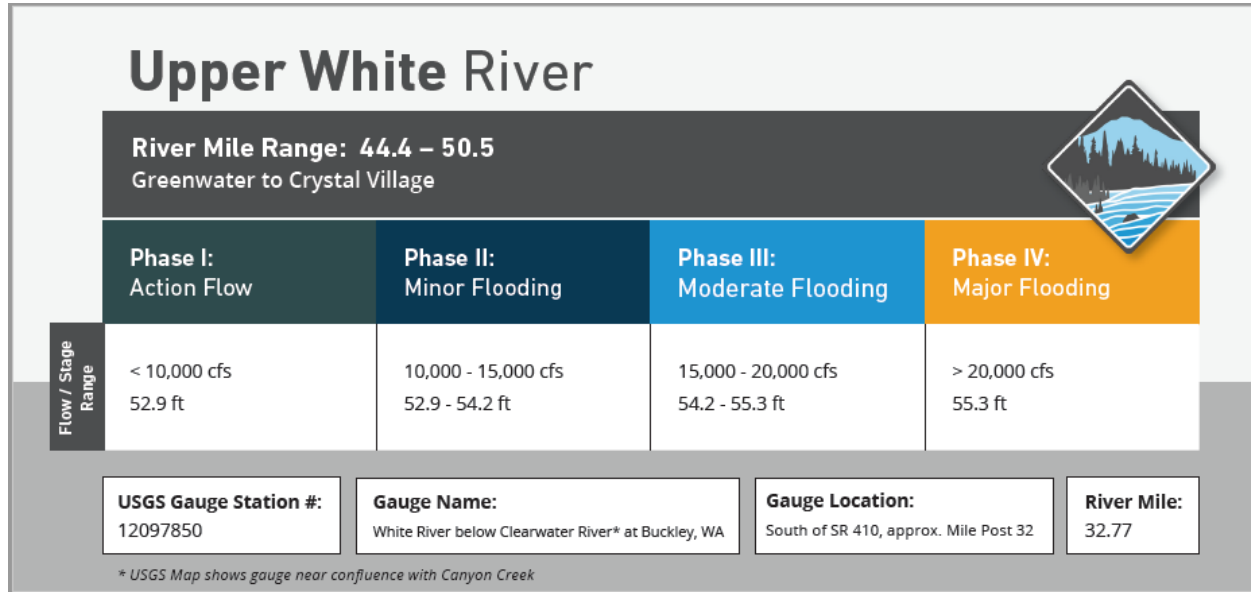 Upper White River
River Mile Range: 44.4 – 50.5
Greenwater to Crystal Village
Phase I:
Action Flow
Phase II:
Minor Flooding
Phase III:
Moderate Flooding
Phase IV:
Major Flooding
Flow / Stage
Range
< 10,000 cfs
52.9 ft
10,000 - 15,000 cfs
52.9 - 54.2 ft
15,000 - 20,000 cfs
54.2 - 55.3 ft
> 20,000 cfs
55.3 ft
USGS Gauge Station #:
12097850
Gauge Name:
White River below Clearwater River* at Buckley, WA
Gauge Location:
South of SR 410, approx. Mile Post 32
River Mile:
32.77
* USGS Map shows gauge near confluence with Canyon Creek